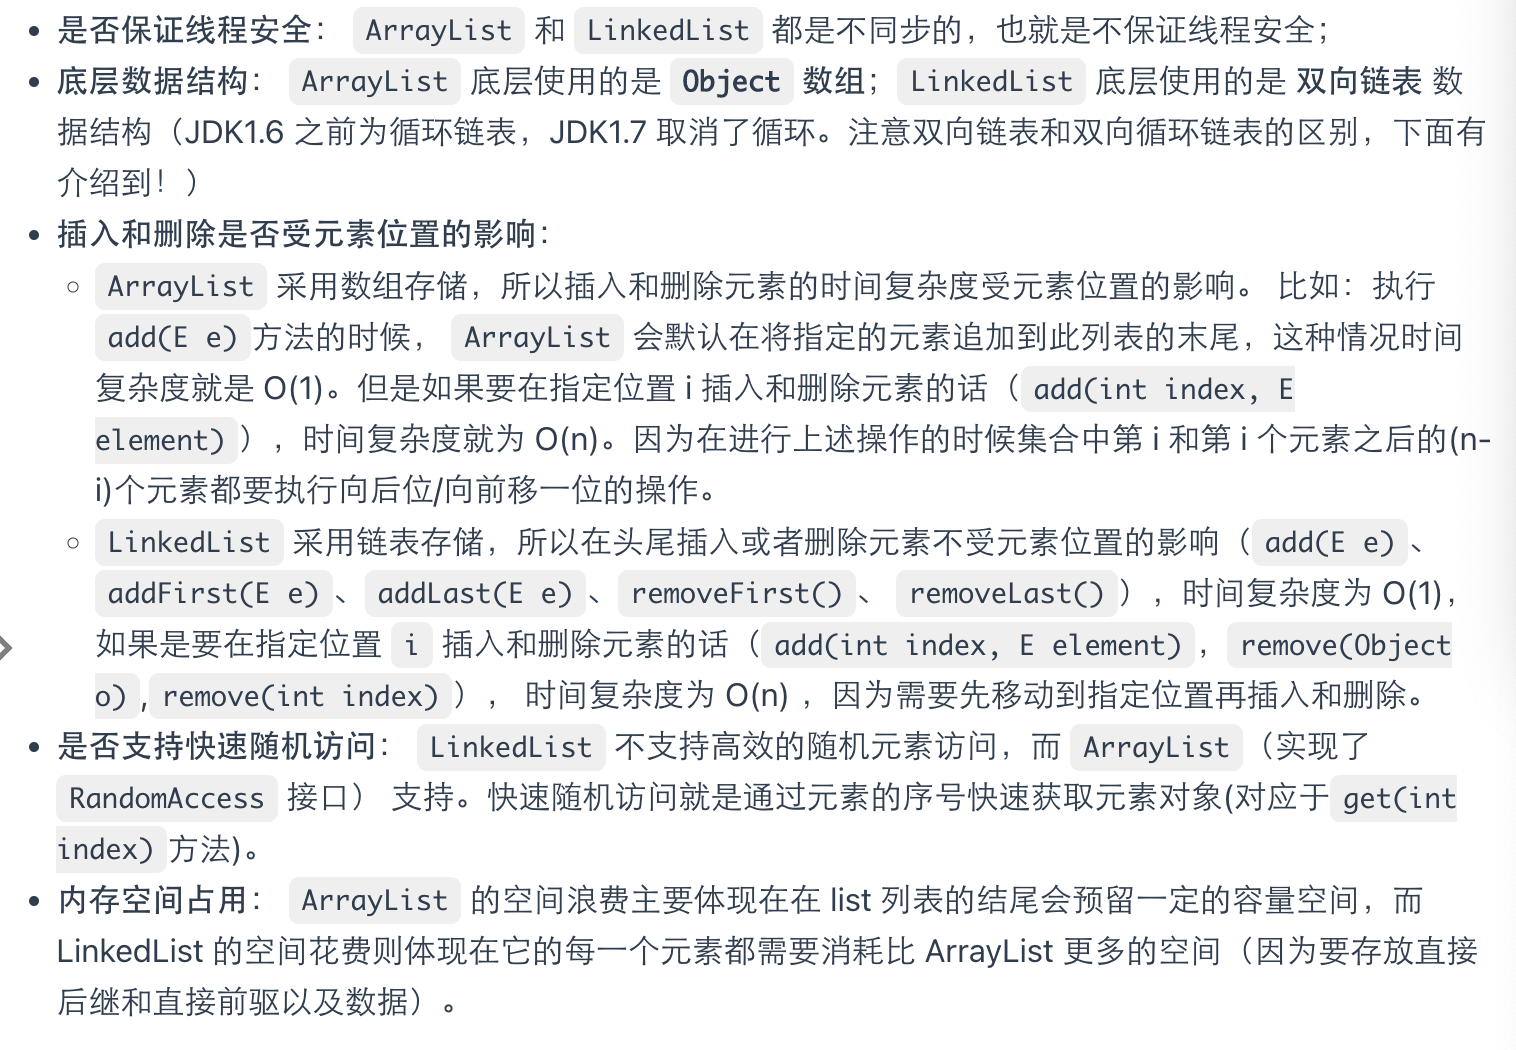 是否保证线程安全： ArrayList 和 LinkedList 都是不同步的，也就是不保证线程安全；
底层数据结构： ArrayList 底层使用的是 Object 数组；LinkedList 底层使用的是 双向链表 数
据结构（JDK1.6 之前为循环链表，JDK1.7 取消了循环。注意双向链表和双向循环链表的区别，下面有
介绍到！）
插入和删除是否受元素位置的影响：
ArrayList 采用数组存储，所以插入和删除元素的时间复杂度受元素位置的影响。 比如：执行
add(E e)方法的时候， ArrayList 会默认在将指定的元素追加到此列表的末尾，这种情况时间
复杂度就是 O(1)。但是如果要在指定位置 i 插入和删除元素的话（add(int index, E
element)），时间复杂度就为 O(n)。因为在进行上述操作的时候集合中第 i 和第 i 个元素之后的(n-
i)个元素都要执行向后位/向前移一位的操作。
LinkedList 采用链表存储，所以在头尾插入或者删除元素不受元素位置的影响（add(E e)、
addFirst(E e)、addLast(E e)、removeFirst()、 removeLast()），时间复杂度为 O(1)，
如果是要在指定位置 i 插入和删除元素的话（add(int index, E element)，remove(Object
o),remove(int index)）， 时间复杂度为 O(n) ，因为需要先移动到指定位置再插入和删除。
是否支持快速随机访问： LinkedList 不支持高效的随机元素访问，而 ArrayList（实现了
RandomAccess 接口） 支持。快速随机访问就是通过元素的序号快速获取元素对象(对应于get(int
index)方法)。
内存空间占用： ArrayList 的空间浪费主要体现在在 list 列表的结尾会预留一定的容量空间，而
LinkedList 的空间花费则体现在它的每一个元素都需要消耗比 ArrayList 更多的空间（因为要存放直接
后继和直接前驱以及数据）。